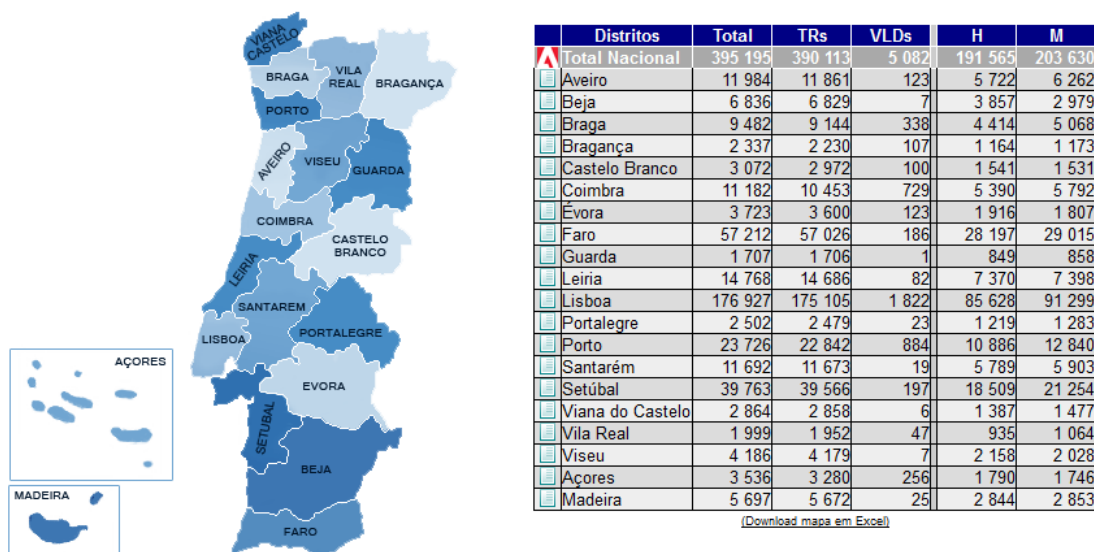 VIANA
CASTELO
BRAGA
VILA
REAL
BRAGANÇA
PORTO
AVEIRO
VISEU
GUARDA
COIMBRA
CASTELO
BRANCO
LEIRIA
SANTAREM
LISBOA
PORTALEGRE
AÇORES
EVORA
SETUBAL
BEJA
MADEIRA
FARO
Distritos Total TRs VLDs H M
Total Nacional 395 195 390 113 5 082 191 565 203 630
Aveiro 11 984 11 861 123 5 722 6 262
Beja 6 836 6 829 7 3 857 2 979
Braga 9 482 9 144 338 4 414 5 068
Bragança 2 337 2 230 107 1 164 1 173
Castelo Branco 3 072 2 972 100 1 541 1 531
Coimbra 11 182 10 453 729 5 390 5 792
Évora 3 723 3 600 123 1 916 1 807
Faro 57 212 57 026 186 28 197 29 015
Guarda 1 707 1 706 1 849 858
Leiria 14 768 14 686 82 7 370 7 398
Lisboa 176 927 175 105 1 822 85 628 91 299
Portalegre 2 502 2 479 23 1 219 1 283
Porto 23 726 22 842 884 10 886 12 840
Santarém 11 692 11 673 19 5 789 5 903
Setúbal 39 763 39 566 197 18 509 21 254
Viana do Castelo 2 864 2 858 6 1 387 1 477
Vila Real 1 999 1 952 47 935 1 064
Viseu 4 186 4 179 7 2 158 2 028
Açores 3 536 3 280 256 1 790 1 746
Madeira 5 697 5 672 25 2 844 2 853
(Download mapa em Excel)